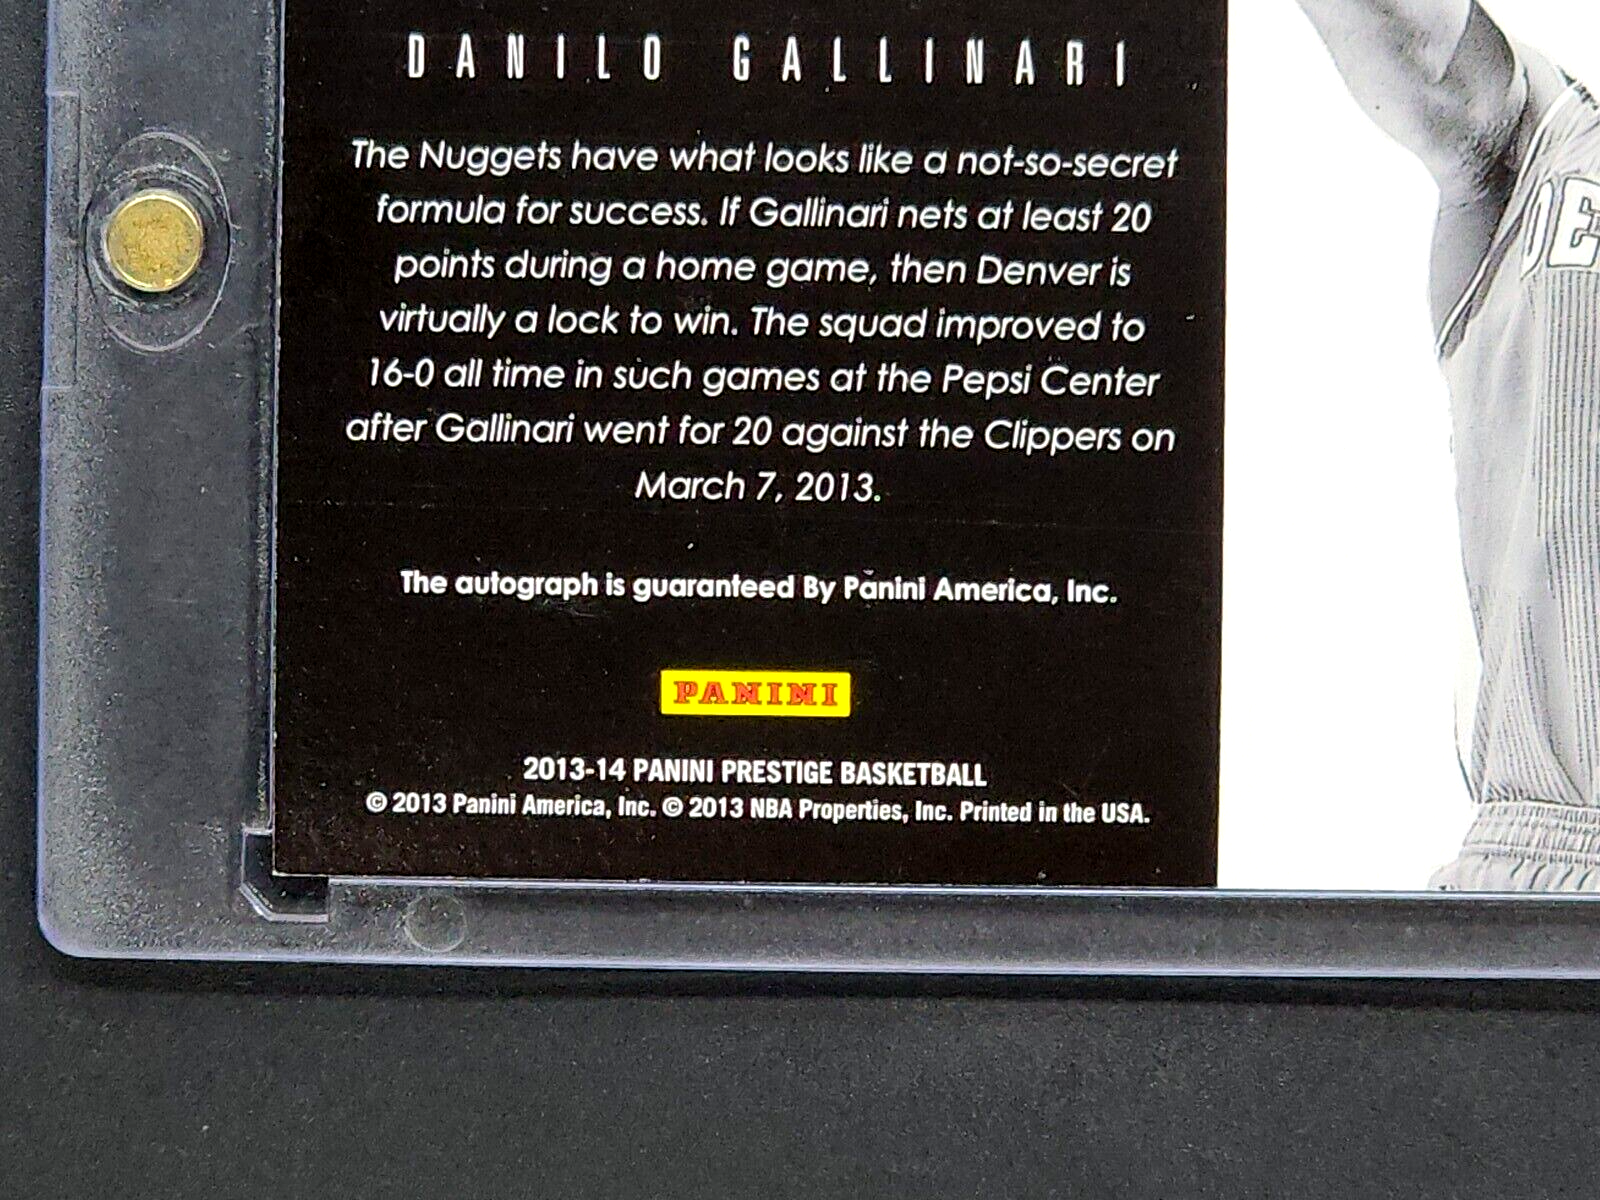 DANILO GALLINARI
The Nuggets have what looks like a not-so-secret
formula for success. If Gallinari nets at least 20
points during a home game, then Denver is
virtually a lock to win. The squad improved to
16-0 all time in such games at the Pepsi Center
after Gallinari went for 20 against the Clippers on
March 7, 2013.
The autograph is guaranteed By Panini America, Inc.
PANINI
2013-14 PANINI PRESTIGE BASKETBALL
© 2013 Panini America, Inc. © 2013 NBA Properties, Inc. Printed in the USA.
DE